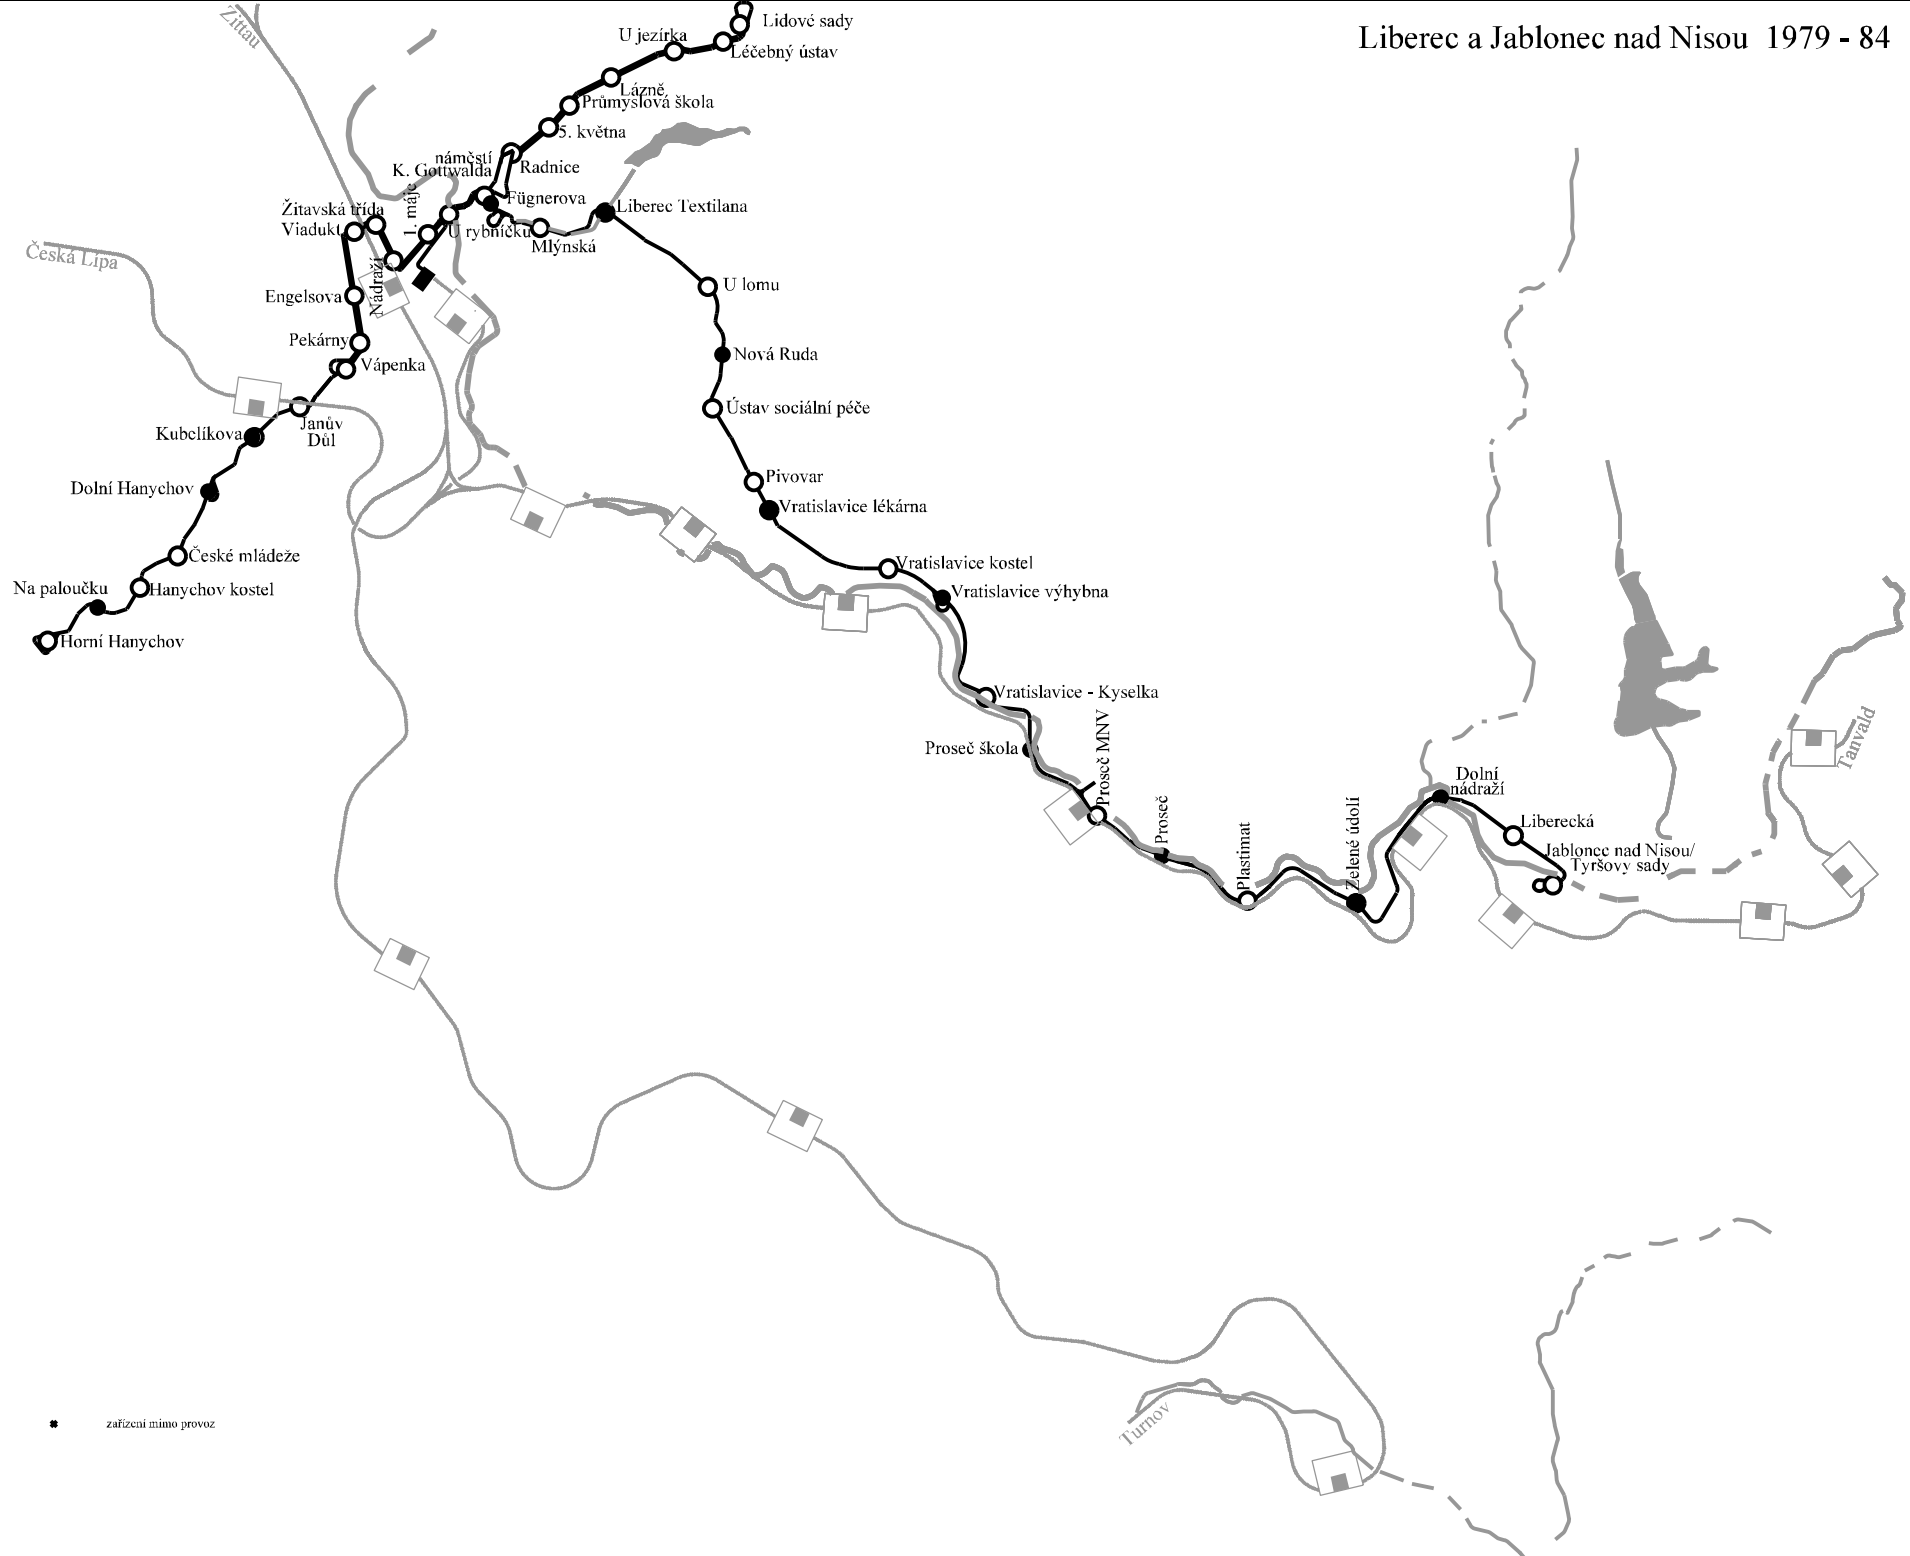 Liberec a Jablonec nad Nisou 1979 - 84
Zittau
Lidové sady
U jezírka
Léčebný ústav
Lázně
Průmyslová škola
5. května
náměstí
K. Gottwalda
Radnice
Fügnerova
1. máje
Žitavská třída
Viadukt
U rybníčku
Mlýnská
Liberec Textilana
Česká Lípa
Nádraží
Engelsova
U lomu
Pekárny
Vápenka
Nová Ruda
Janův
Důl
Ústav sociální péče
Kubelíkova
Dolní Hanychov
Pivovar
Vratislavice lékárna
České mládeže
Vratislavice kostel
Na paloučku
Hanychov kostel
Vratislavice výhybna
Horní Hanychov
Vratislavice - Kyselka
Proseč škola
Proseč MNV
Proseč
Plastimat
Zelené údolí
Dolní
nádraží
Liberecká
Jablonec nad Nisou/
Tyršovy sady
Tanvald
Turnov
zařízení mimo provoz